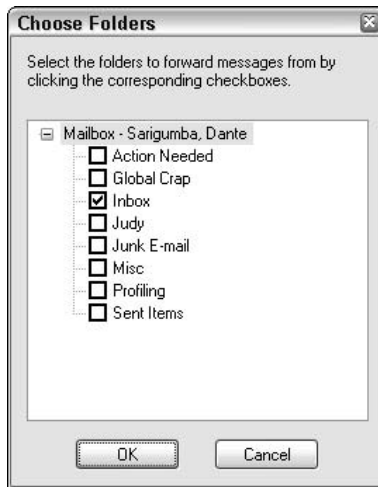 Choose Folders
Select the folders to forward messages from by
clicking the corresponding checkboxes.
Mailbox - Sarigumba, Dante
Action Needed
Global Crap
Inbox
Judy
Junk E-mail
Misc
Profiling
Sent Items
OK Cancel